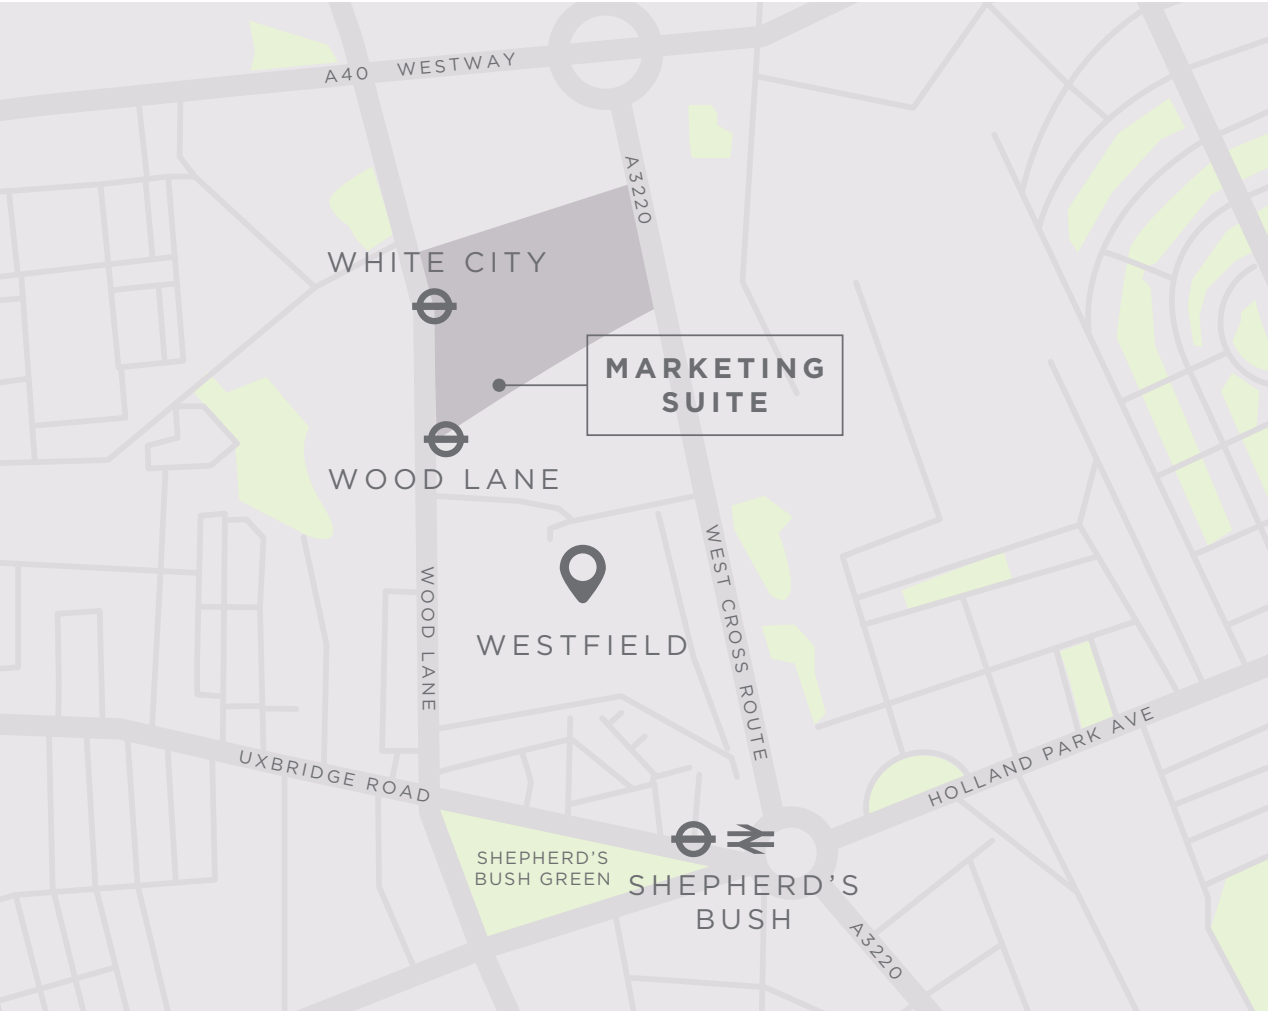 A40 WESTWAY
A3220
WHITE CITY
MARKETING
SUITE
WOOD LANE
WOOD LANE
WESTFIELD
WEST CROSS ROUTE
UXBRIDGE ROAD
HOLLAND PARK AVE
SHEPHERD'S
BUSH GREEN
SHEPHERD'S
BUSH
A3220